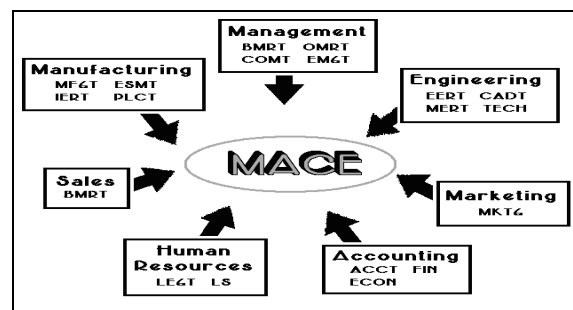 Management
BMRT OMRT
COMT EMGT
Manufacturing
MFGT ESMT
IERT PLCT
Engineering
EERT CADT
MERT TECH
MACE
Sales
BMRT
Marketing
MKTG
Human
Resources
LEGT LS
Accounting
ACCT FIN
ECON